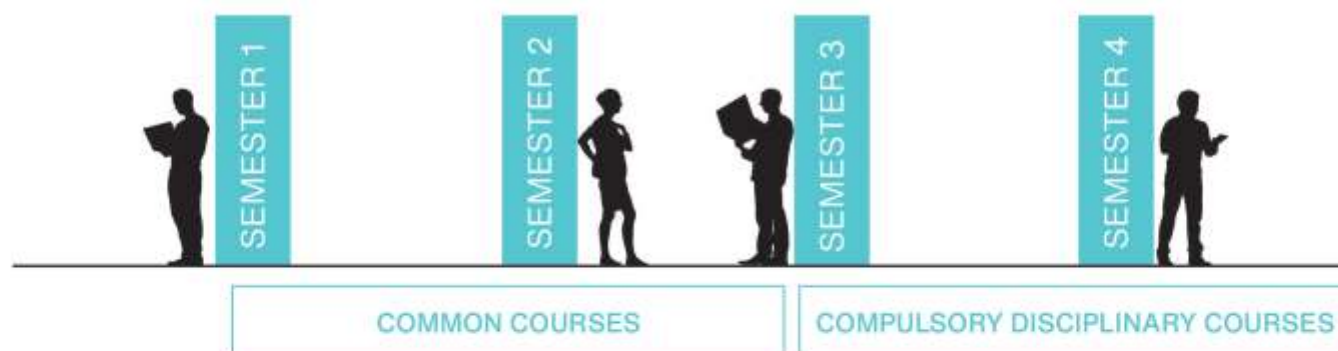 SEMESTER 1
SEMESTER 2
SEMESTER 3
SEMESTER 4
COMMON COURSES
COMPULSORY DISCIPLINARY COURSES